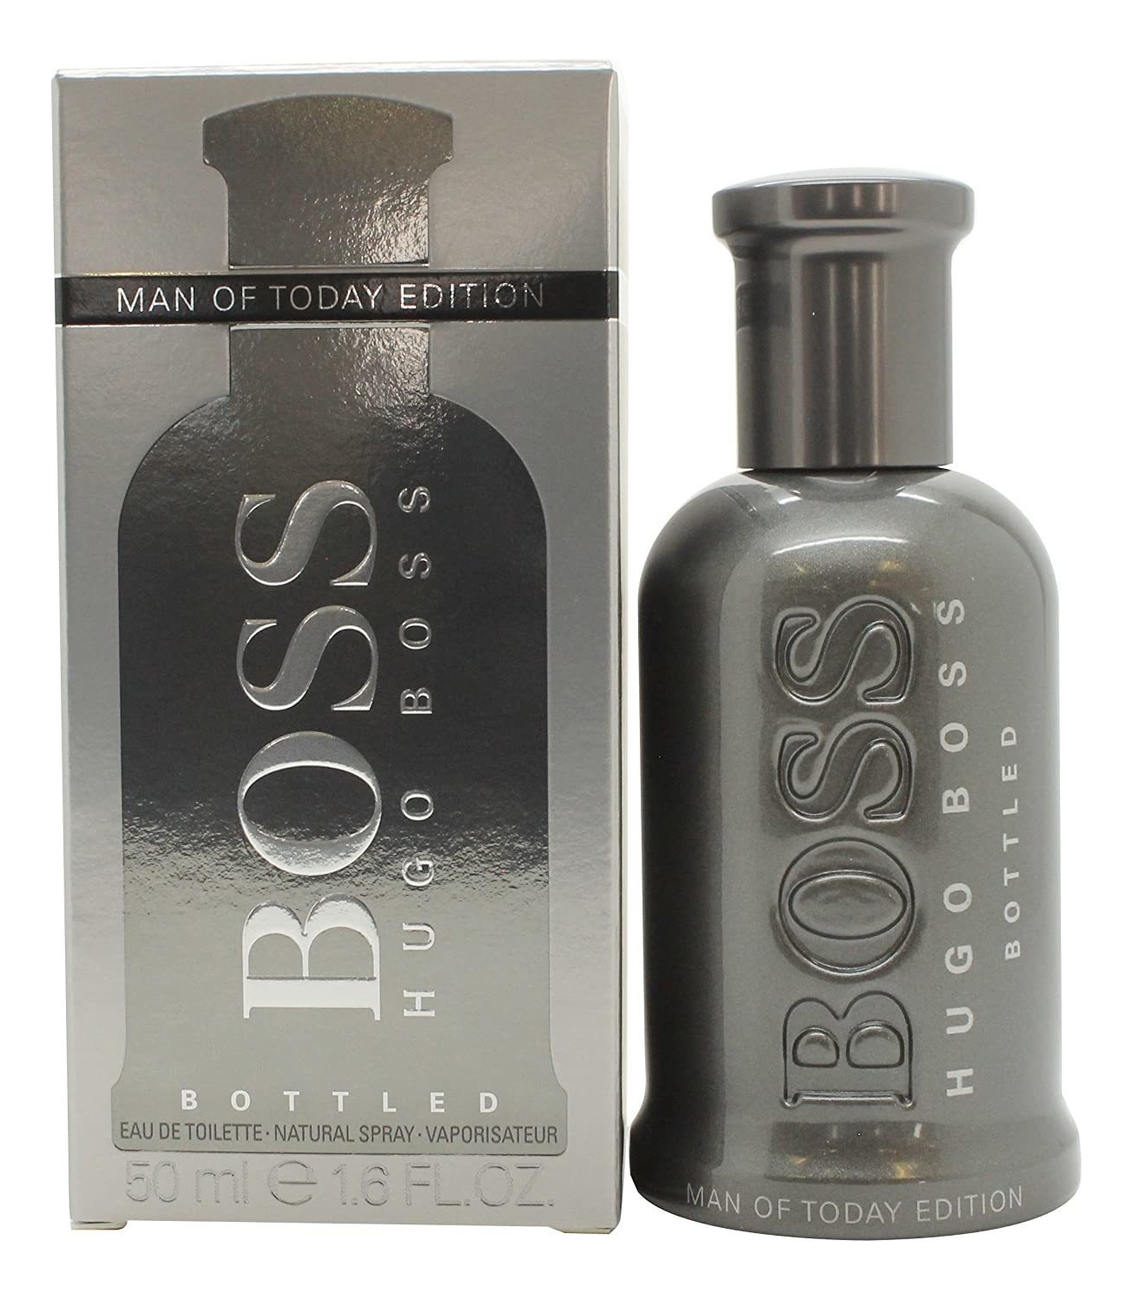 MAN OF TODAY EDITION
BOSS
HUGO BOSS
BOTTLED
EAU DE TOILETTE · NATURAL SPRAY · VAPORISATEUR
50 ml ℮ 1.6 FL.OZ.
BOSS
HUGO BOSS
BOTTLED
MAN OF TODAY EDITION